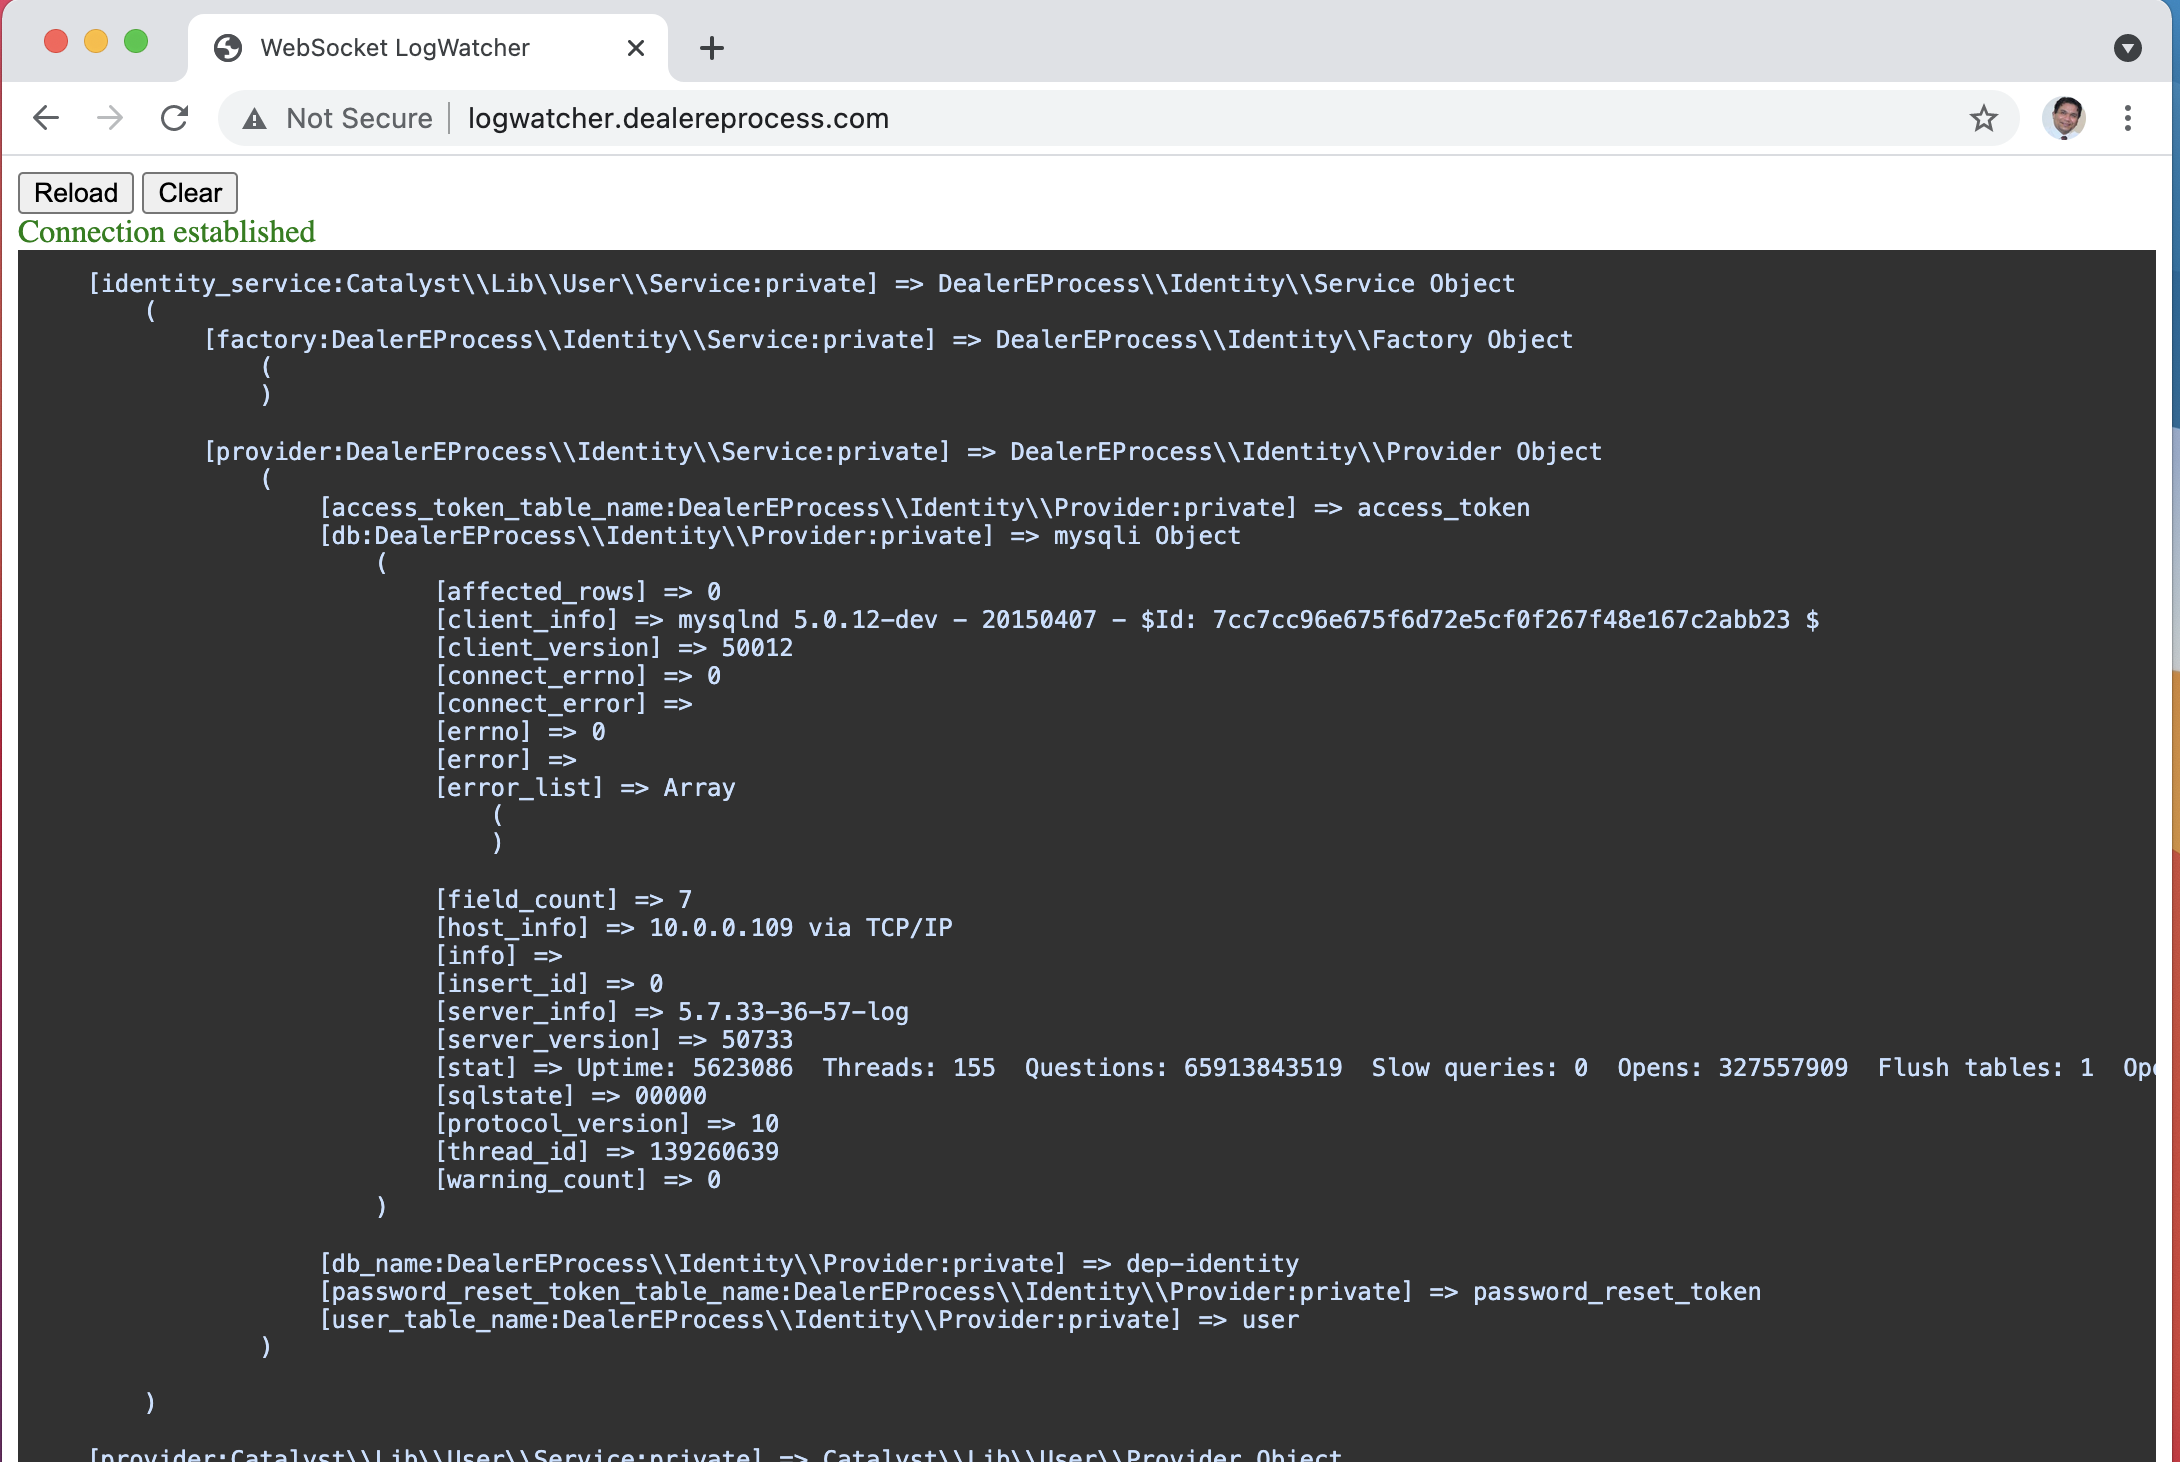 WebSocket LogWatcher
Not Secure logwatcher.dealereprocess.com
Reload Clear
Connection established
[identity_service:Catalyst\\Lib\\User\\Service:private] => DealerEProcess\\Identity\\Service Object
(
[factory:DealerEProcess\\Identity\\Service:private] => DealerEProcess\\Identity\\Factory Object
(
)
[provider:DealerEProcess\\Identity\\Service:private] => DealerEProcess\\Identity\\Provider Object
(
[access_token_table_name:DealerEProcess\\Identity\\Provider:private] => access_token
[db:DealerEProcess\\Identity\\Provider:private] => mysqli Object
(
[affected_rows] => 0
[client_info] => mysqlnd 5.0.12-dev - 20150407 - $Id: 7cc7cc96e675f6d72e5cf0f267f48e167c2abb23 $
[client_version] => 50012
[connect_errno] => 0
[connect_error] =>
[errno] => 0
[error] =>
[error_list] => Array
(
)
[field_count] => 7
[host_info] => 10.0.0.109 via TCP/IP
[info] =>
[insert_id] => 0
[server_info] => 5.7.33-36-57-log
[server_version] => 50733
[stat] => Uptime: 5623086  Threads: 155  Questions: 65913843519  Slow queries: 0  Opens: 327557909  Flush tables: 1
[sqlstate] => 00000
[protocol_version] => 10
[thread_id] => 139260639
[warning_count] => 0
)
[db_name:DealerEProcess\\Identity\\Provider:private] => dep-identity
[password_reset_token_table_name:DealerEProcess\\Identity\\Provider:private] => password_reset_token
[user_table_name:DealerEProcess\\Identity\\Provider:private] => user
)
)
[provider:Catalyst\\Lib\\User\\Service:private] => Catalyst\\Lib\\User\\Provider Object